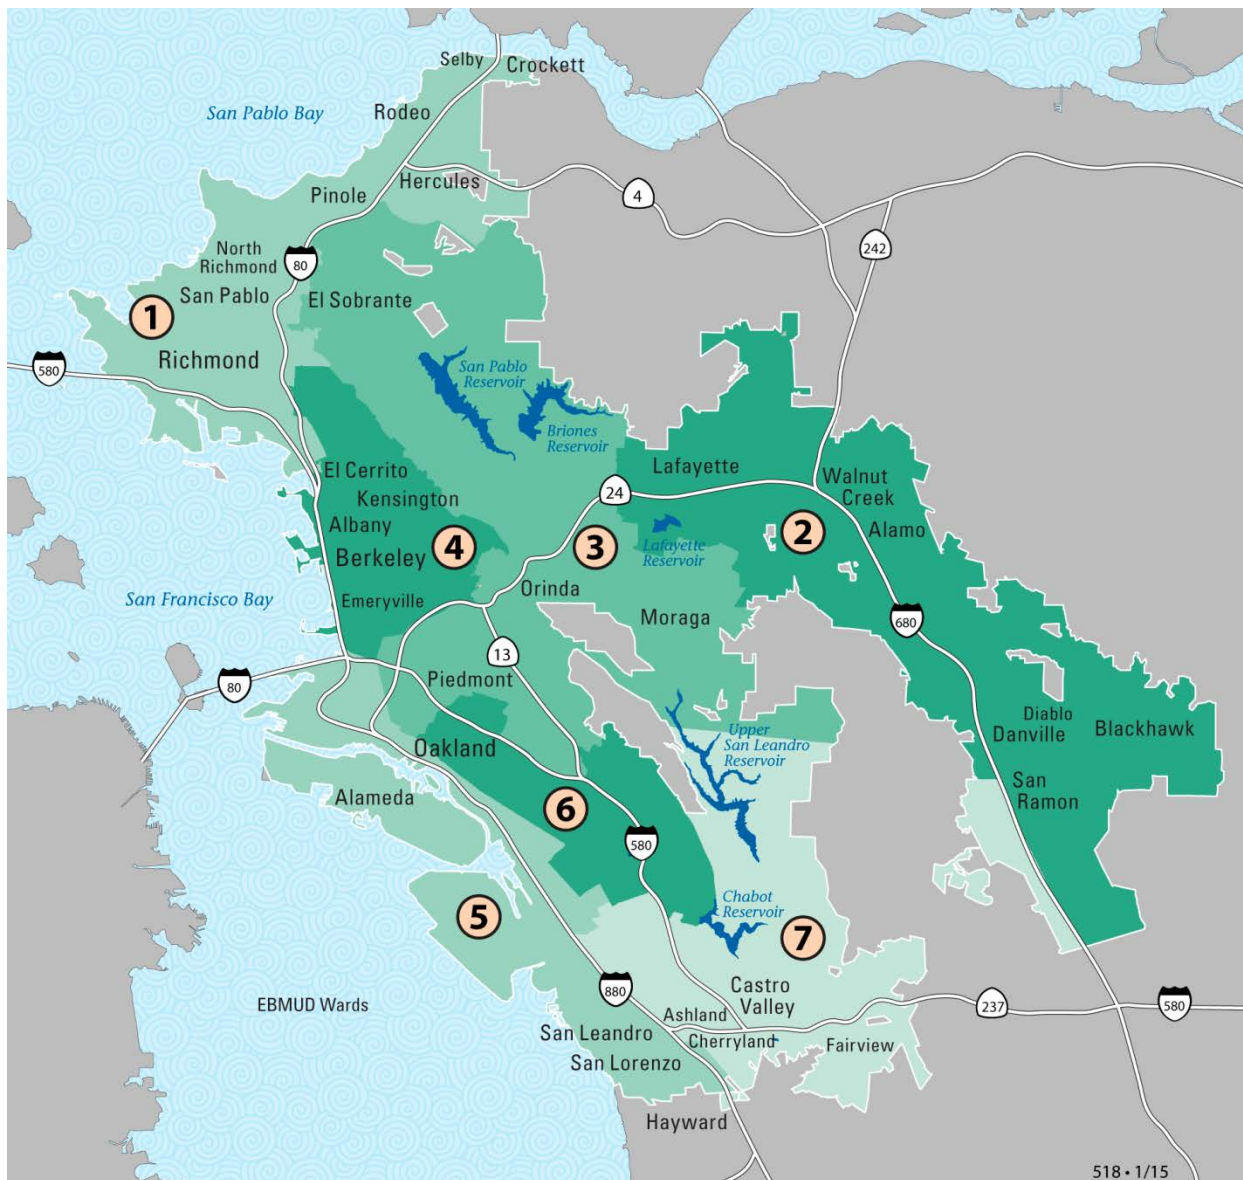 Selby
Crockett
San Pablo Bay
Rodeo
Hercules
Pinole
4
North
Richmond
80
242
San Pablo
El Sobrante
1
Richmond
580
San Pablo
Reservoir
Briones
Reservoir
El Cerrito
Kensington
Lafayette
Walnut
Creek
24
Albany
4
3
2
Alamo
Berkeley
Lafayette
Reservoir
San Francisco Bay
Emeryville
Orinda
Moraga
680
13
80
Piedmont
Diablo
Danville
Blackhawk
Upper
San Leandro
Reservoir
Oakland
San
Ramon
Alameda
6
580
5
Chabot
Reservoir
7
Castro
Valley
880
EBMUD Wards
237
580
Ashland
San Leandro
Cherryland
Fairview
San Lorenzo
Hayward
518 • 1/15